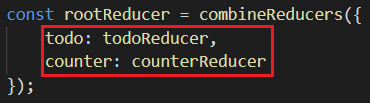 const rootReducer = combineReducers({
todo: todoReducer,
counter: counterReducer
});